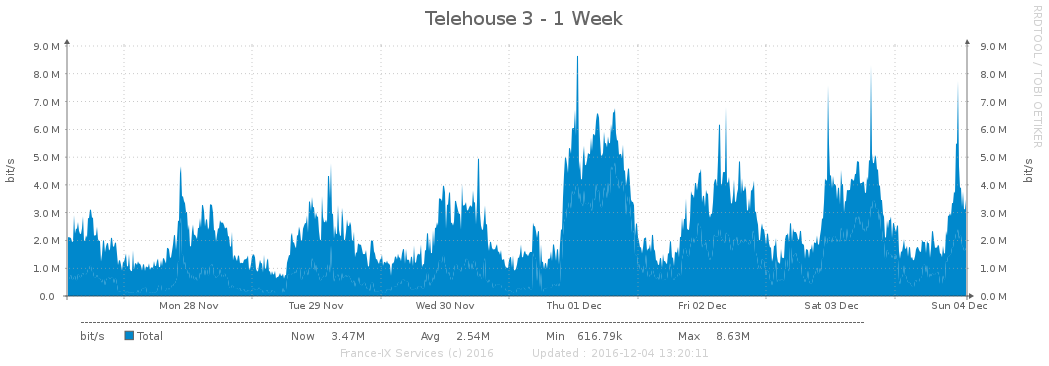 Telehouse 3 - 1 Week
RRDTOOL / TOBI OETIKER
bit/s
9.0 M 9.0 M
8.0 M 8.0 M
7.0 M 7.0 M
6.0 M 6.0 M
5.0 M 5.0 M
4.0 M 4.0 M
3.0 M 3.0 M
2.0 M 2.0 M
1.0 M 1.0 M
0.0 0.0 M
bit/s
Mon 28 Nov Tue 29 Nov Wed 30 Nov Thu 01 Dec Fri 02 Dec Sat 03 Dec Sun 04 Dec
bit/s Total Now 3.47M Avg 2.54M Min 616.79k Max 8.63M
France-IX Services (c) 2016 Updated : 2016-12-04 13:20:11